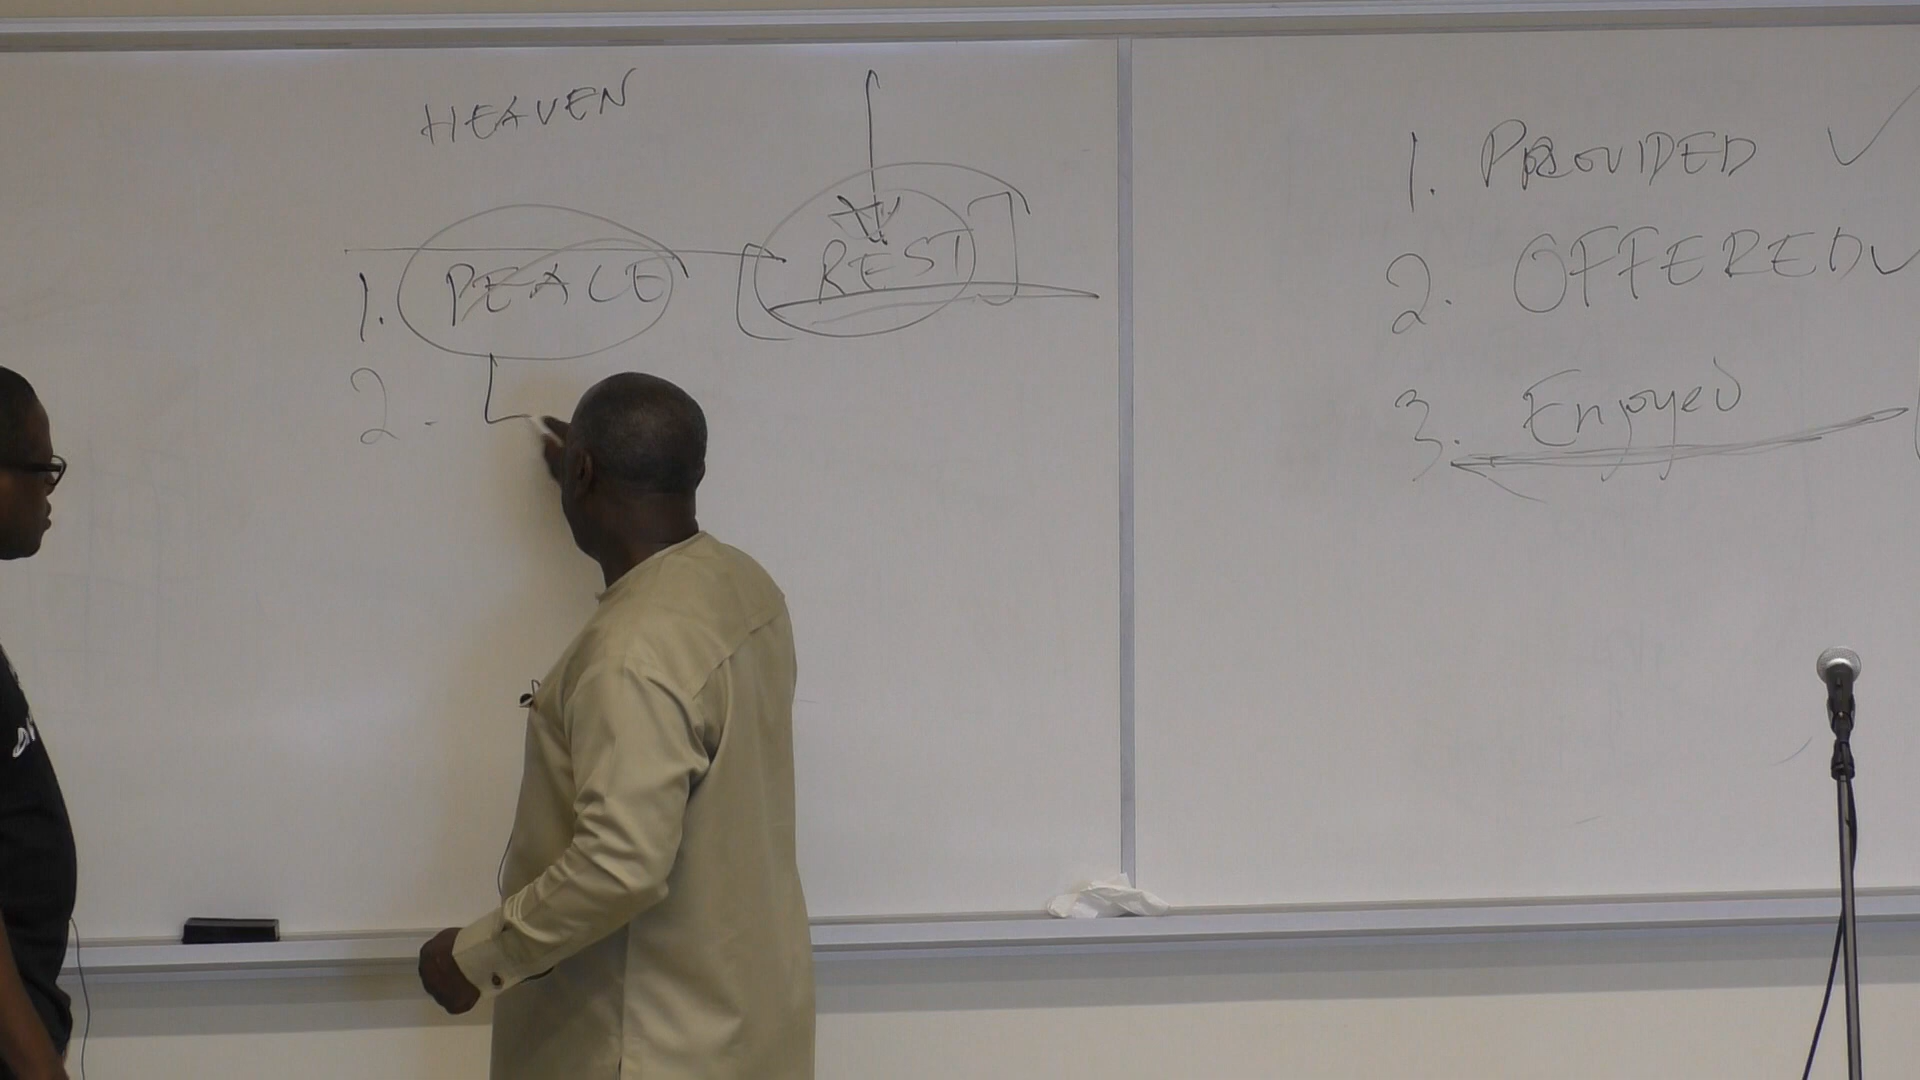 HEAVEN
1. PEACE REST
2.
1. PROVIDED ✓
2. OFFERED ✓
3. Enjoyed